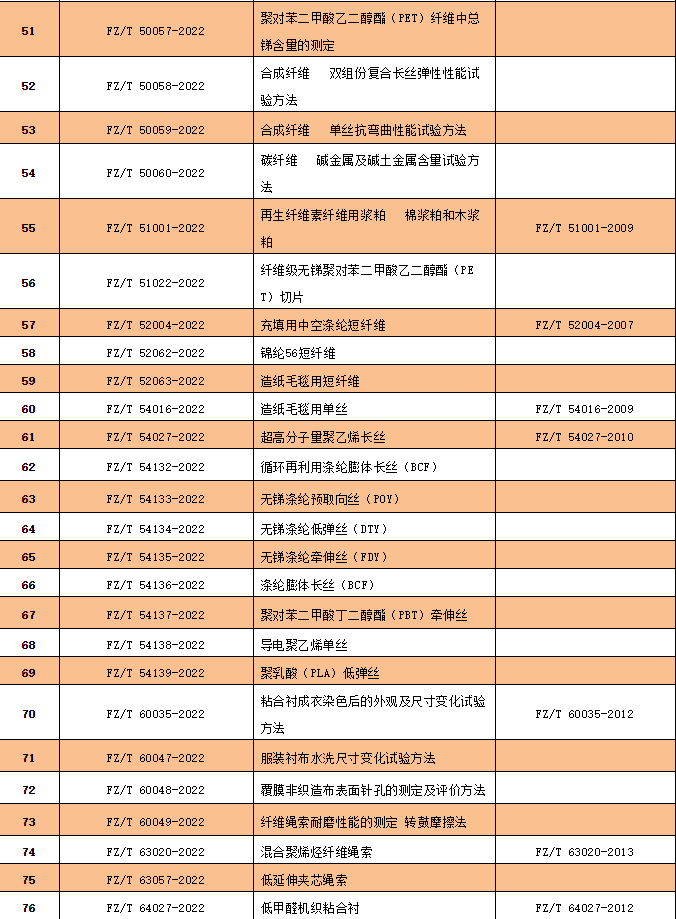 51 FZ/T 50057-2022 聚对苯二甲酸乙二醇酯（PET）纤维中总
锑含量的测定
52 FZ/T 50058-2022 合成纤维 双组份复合长丝弹性性能试
验方法
53 FZ/T 50059-2022 合成纤维 单丝抗弯曲性能试验方法
54 FZ/T 50060-2022 碳纤维 碱金属及碱土金属含量试验方
法
55 FZ/T 51001-2022 再生纤维素纤维用浆粕 棉浆粕和木浆 FZ/T 51001-2009
粕
56 FZ/T 51022-2022 纤维级无锑聚对苯二甲酸乙二醇酯（PE
T）切片
57 FZ/T 52004-2022 充填用中空涤纶短纤维 FZ/T 52004-2007
58 FZ/T 52062-2022 锦纶56短纤维
59 FZ/T 52063-2022 造纸毛毯用短纤维
60 FZ/T 54016-2022 造纸毛毯用单丝 FZ/T 54016-2009
61 FZ/T 54027-2022 超高分子量聚乙烯长丝 FZ/T 54027-2010
62 FZ/T 54132-2022 循环再利用涤纶膨体长丝（BCF）
63 FZ/T 54133-2022 无锑涤纶预取向丝（POY）
64 FZ/T 54134-2022 无锑涤纶低弹丝（DTY）
65 FZ/T 54135-2022 无锑涤纶牵伸丝（FDY）
66 FZ/T 54136-2022 涤纶膨体长丝（BCF）
67 FZ/T 54137-2022 聚对苯二甲酸丁二醇酯（PBT）牵伸丝
68 FZ/T 54138-2022 导电聚乙烯单丝
69 FZ/T 54139-2022 聚乳酸（PLA）低弹丝
70 FZ/T 60035-2022 粘合衬成衣染色后的外观及尺寸变化试验 FZ/T 60035-2012
方法
71 FZ/T 60047-2022 服装衬布水洗尺寸变化试验方法
72 FZ/T 60048-2022 覆膜非织造布表面针孔的测定及评价方法
73 FZ/T 60049-2022 纤维绳索耐磨性能的测定 转鼓摩擦法
74 FZ/T 63020-2022 混合聚烯烃纤维绳索 FZ/T 63020-2013
75 FZ/T 63057-2022 低延伸夹芯绳索
76 FZ/T 64027-2022 低甲醛机织粘合衬 FZ/T 64027-2012